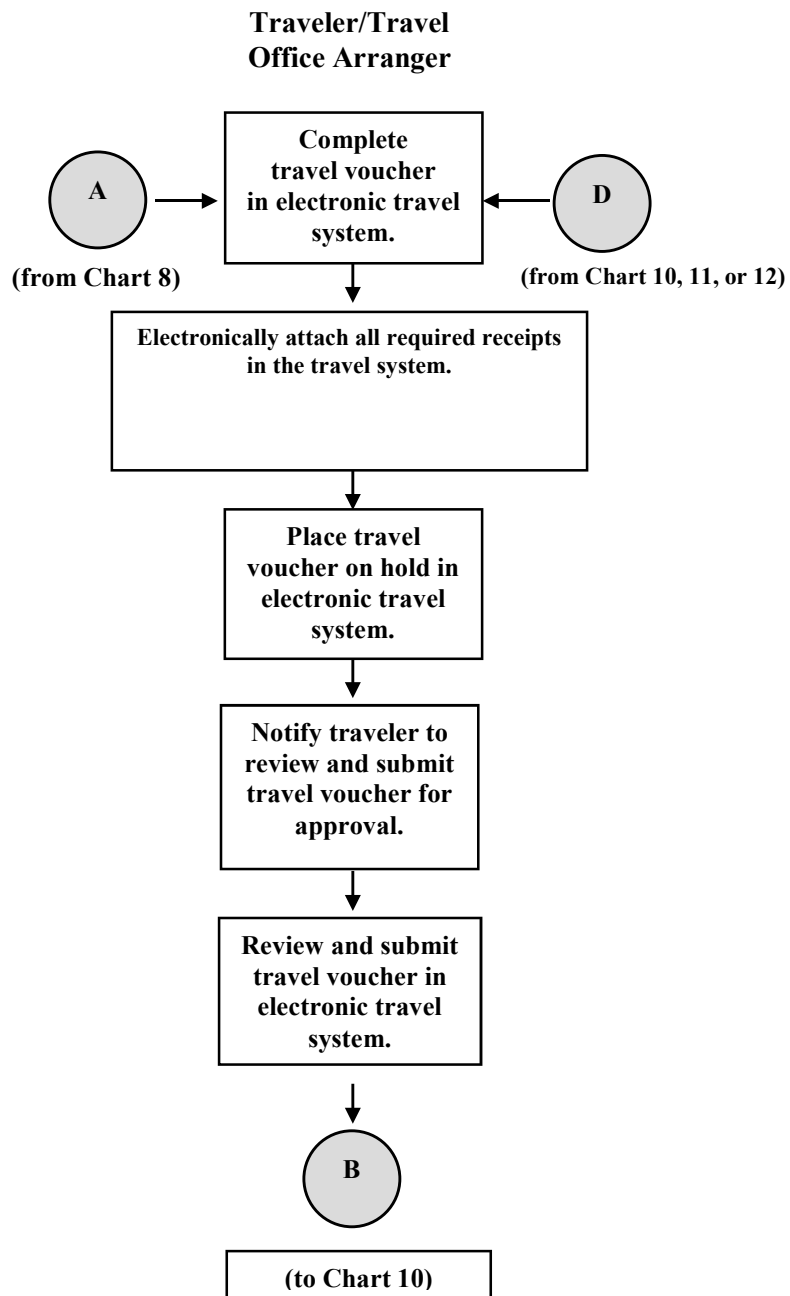 Traveler/Travel
Office Arranger
Complete
travel voucher
in electronic travel
system.
A
D
(from Chart 8)
(from Chart 10, 11, or 12)
Electronically attach all required receipts
in the travel system.
Place travel
voucher on hold in
electronic travel
system.
Notify traveler to
review and submit
travel voucher for
approval.
Review and submit
travel voucher in
electronic travel
system.
B
(to Chart 10)